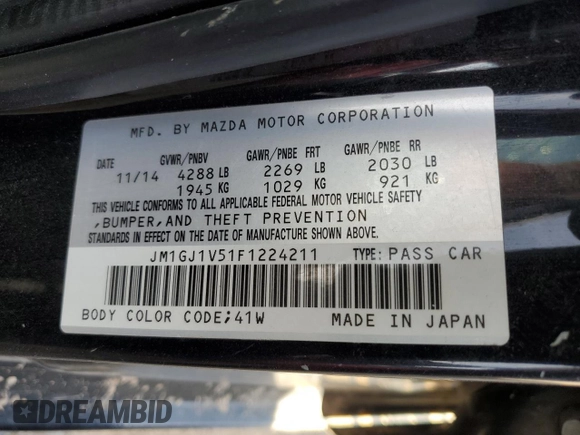 MFD. BY MAZDA MOTOR CORPORATION
DATE GVWR/PNBV GAWR/PNBE FRT GAWR/PNBE RR
11/14 4288 LB 2269 LB 2030 LB
1945 KG 1029 KG 921 KG
THIS VEHICLE CONFORMS TO ALL APPLICABLE FEDERAL MOTOR VEHICLE SAFETY
,BUMPER,AND THEFT PREVENTION
STANDARDS IN EFFECT ON THE DATE OF MANUFACTURE SHOWN ABOVE.
JM1GJ1V51F1224211 TYPE: PASS CAR
BODY COLOR CODE;41W MADE IN JAPAN
DREAMBID